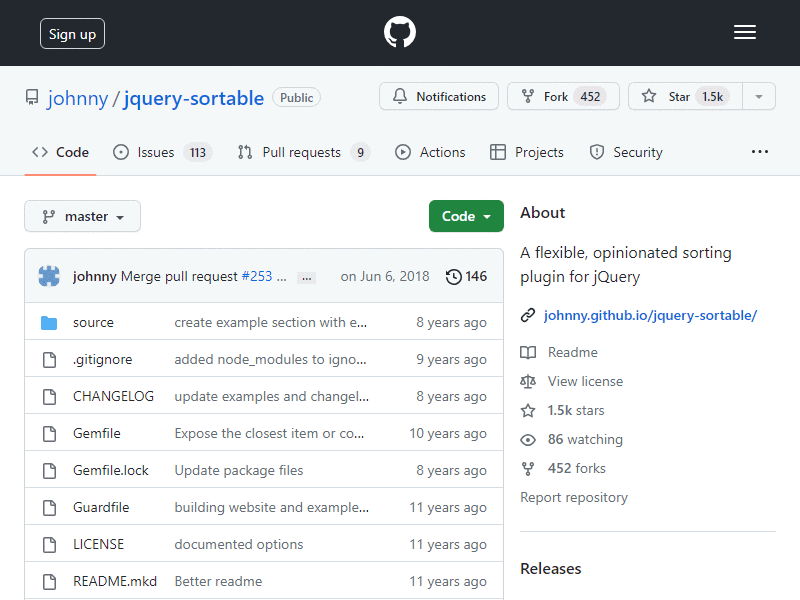 Sign up
johnny / jquery-sortable Public
Notifications
Fork 452
Star 1.5k
Code
Issues 113
Pull requests 9
Actions
Projects
Security
master
Code
johnny Merge pull request #253 ... ... on Jun 6, 2018 146
source create example section with e... 8 years ago
.gitignore added node_modules to igno... 9 years ago
CHANGELOG update examples and changel... 8 years ago
Gemfile Expose the closest item or co... 10 years ago
Gemfile.lock Update package files 8 years ago
Guardfile building website and example... 11 years ago
LICENSE documented options 11 years ago
README.mkd Better readme 11 years ago
About
A flexible, opinionated sorting
plugin for jQuery
johnny.github.io/jquery-sortable/
Readme
View license
1.5k stars
86 watching
452 forks
Report repository
Releases